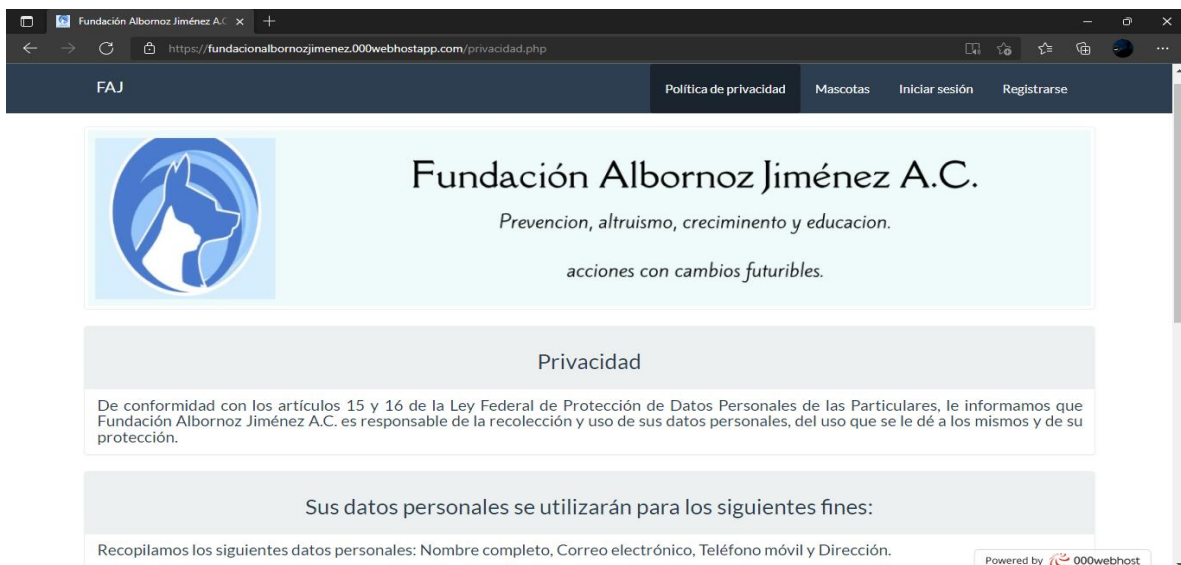 Fundación Albornoz Jiménez A.C
https://fundacionalbornozjimenez.000webhostapp.com/privacidad.php
FAJ Política de privacidad Mascotas Iniciar sesión Registrarse
Fundación Albornoz Jiménez A.C.
Prevencion, altruismo, creciminento y educacion.
acciones con cambios futuribles.
Privacidad
De conformidad con los artículos 15 y 16 de la Ley Federal de Protección de Datos Personales de las Particulares, le informamos que
Fundación Albornoz Jiménez A.C. es responsable de la recolección y uso de sus datos personales, del uso que se le dé a los mismos y de su
protección.
Sus datos personales se utilizarán para los siguientes fines:
Recopilamos los siguientes datos personales: Nombre completo, Correo electrónico, Teléfono móvil y Dirección.
Powered by 000webhost